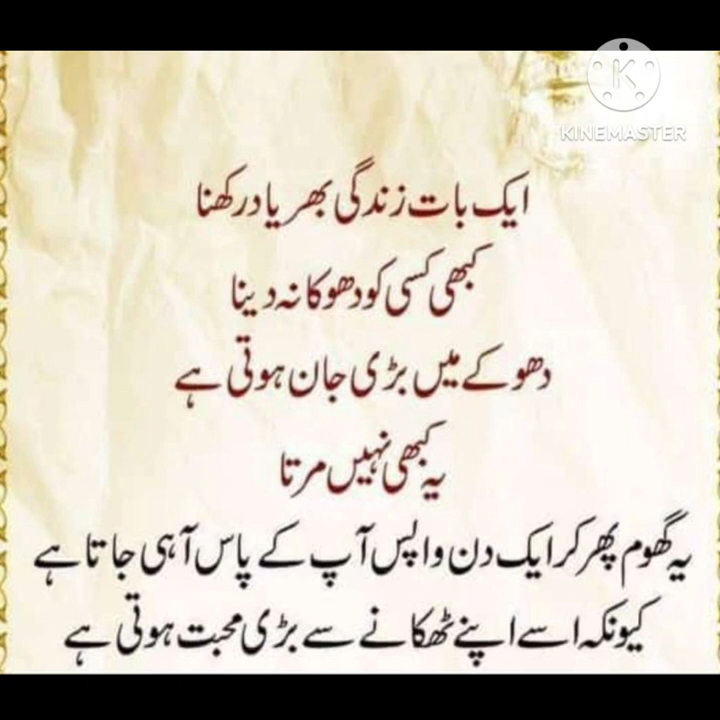 KINEMASTER
ایک بات زندگی بھر یاد رکھنا
کبھی کسی کو دھوکا نہ دینا
دھوکے میں بڑی جان ہوتی ہے
یہ کبھی نہیں مرتا
یہ گھوم پھر کر ایک دن واپس آپ کے پاس آہی جاتا ہے
کیونکہ اسے اپنے ٹھکانے سے بڑی محبت ہوتی ہے